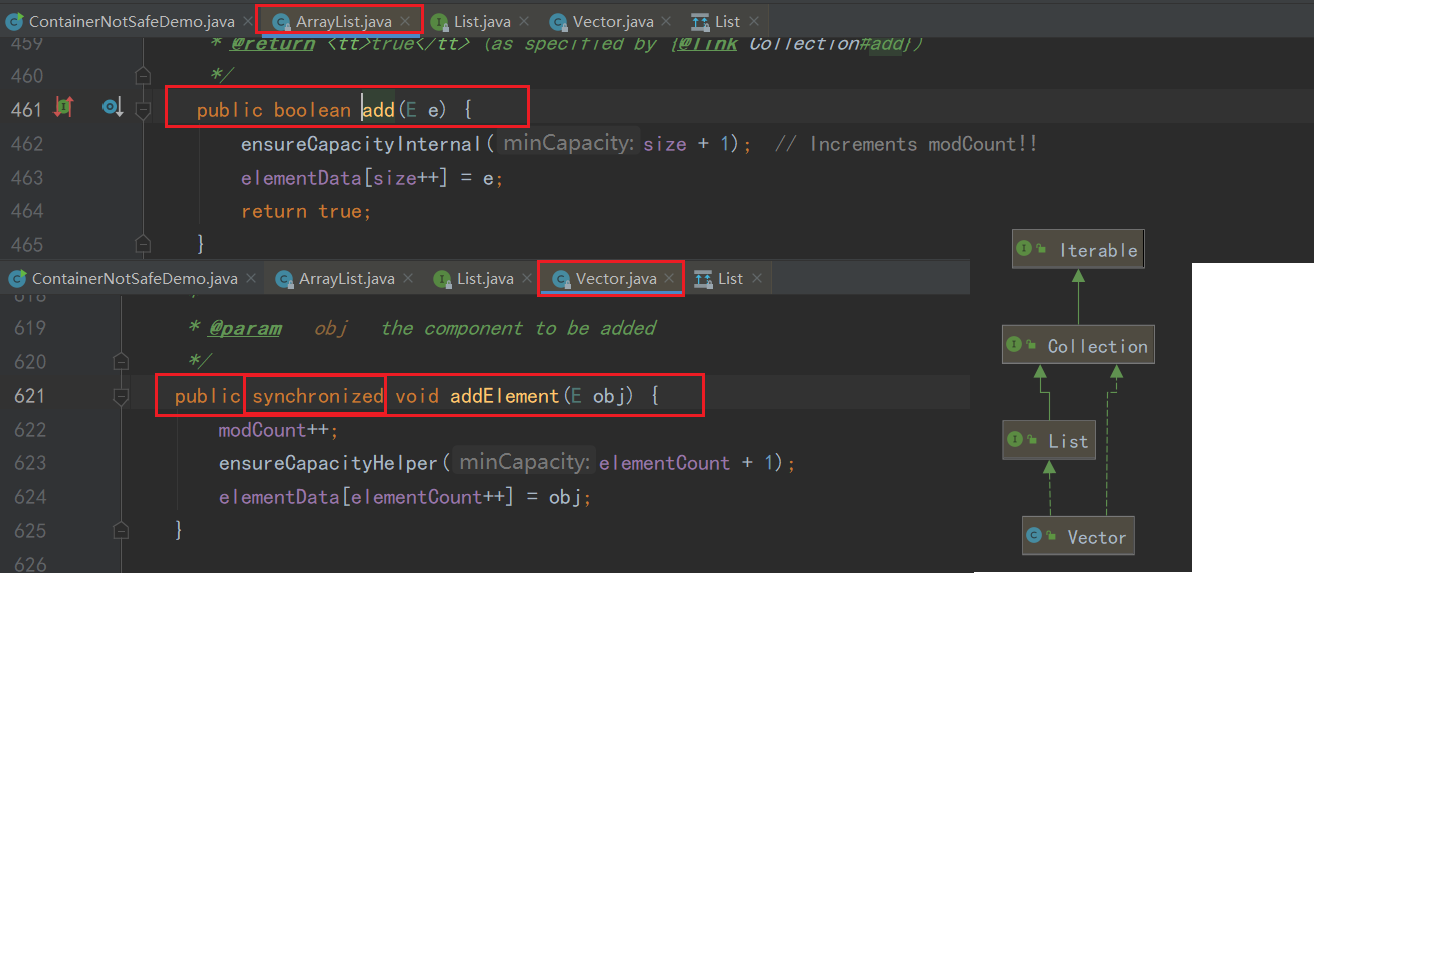 ContainerNotSafeDemo.java × ArrayList.java × List.java × Vector.java × List ×
459 * @return <tt>true</tt> (as specified by {@link Collection#add})
460 */
461 public boolean add(E e) {
462 ensureCapacityInternal( minCapacity: size + 1); // Increments modCount!!
463 elementData[size++] = e;
464 return true;
465 }
ContainerNotSafeDemo.java × ArrayList.java × List.java × Vector.java × List ×
618
619 * @param obj the component to be added
620 */
621 public synchronized void addElement(E obj) {
622 modCount++;
623 ensureCapacityHelper( minCapacity: elementCount + 1);
624 elementData[elementCount++] = obj;
625 }
626
Iterable
Collection
List
Vector